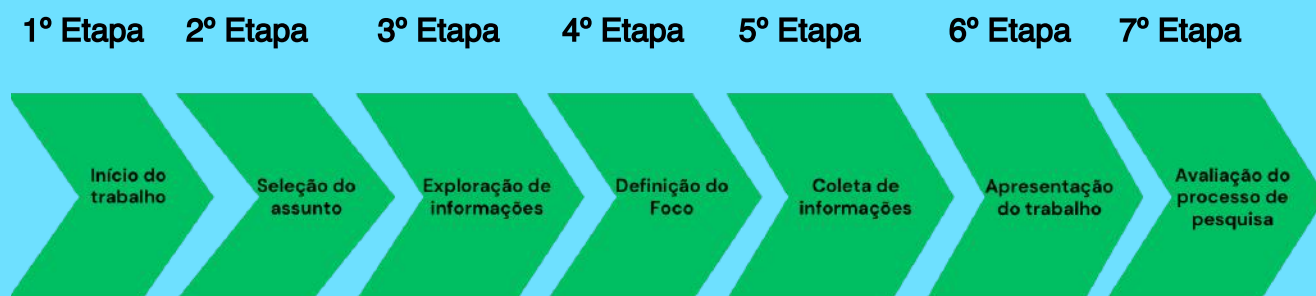 1º Etapa
2º Etapa
3º Etapa
4º Etapa
5º Etapa
6º Etapa
7º Etapa
Início do
trabalho
Seleção do
assunto
Exploração de
informações
Definição do
Foco
Coleta de
informações
Apresentação
do trabalho
Avaliação do
processo de
pesquisa